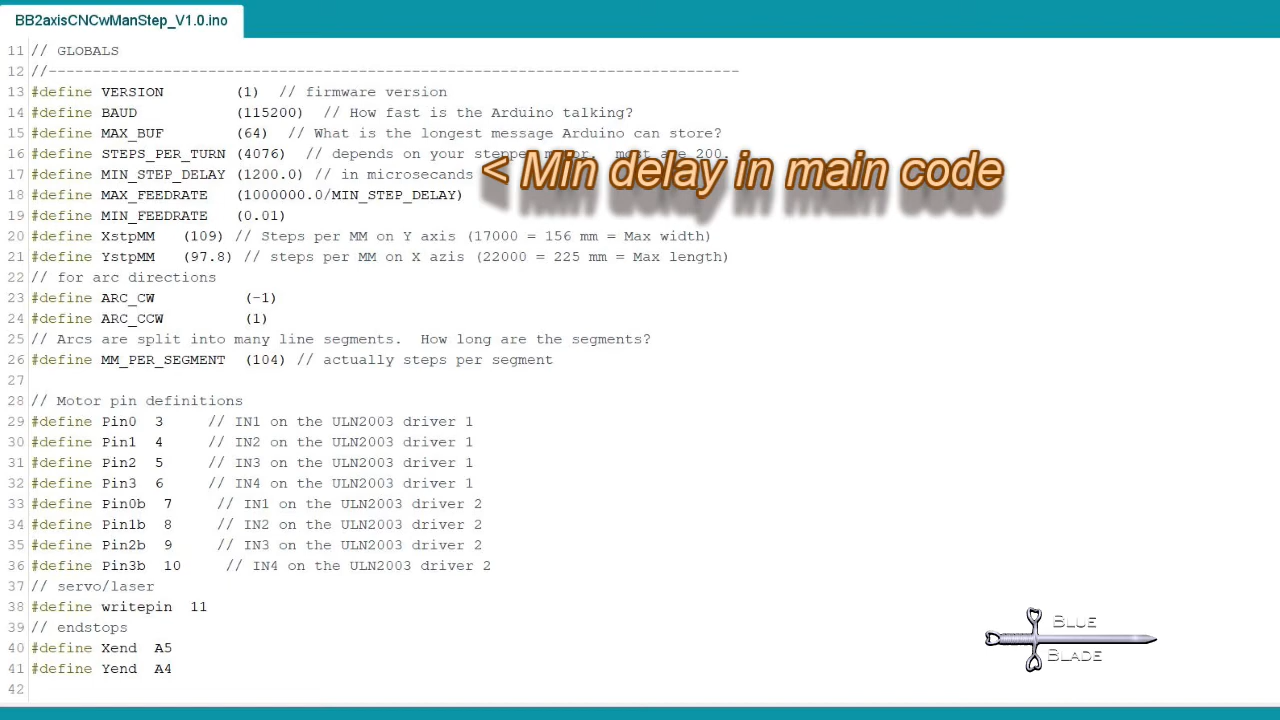 BB2axisCNCwManStep_V1.0.ino
11 // GLOBALS
12 //------------------------------------------------------------------------------
13 #define VERSION (1) // firmware version
14 #define BAUD (115200) // How fast is the Arduino talking?
15 #define MAX_BUF (64) // What is the longest message Arduino can store?
16 #define STEPS_PER_TURN (4076) // depends on your stepper motor. most are 200.
17 #define MIN_STEP_DELAY (1200.0) // in microsecands
< Min delay in main code
18 #define MAX_FEEDRATE (1000000.0/MIN_STEP_DELAY)
19 #define MIN_FEEDRATE (0.01)
20 #define XstpMM (109) // Steps per MM on Y axis (17000 = 156 mm = Max width)
21 #define YstpMM (97.8) // steps per MM on X azis (22000 = 225 mm = Max length)
22 // for arc directions
23 #define ARC_CW (-1)
24 #define ARC_CCW (1)
25 // Arcs are split into many line segments. How long are the segments?
26 #define MM_PER_SEGMENT (104) // actually steps per segment
27
28 // Motor pin definitions
29 #define Pin0 3 // IN1 on the ULN2003 driver 1
30 #define Pin1 4 // IN2 on the ULN2003 driver 1
31 #define Pin2 5 // IN3 on the ULN2003 driver 1
32 #define Pin3 6 // IN4 on the ULN2003 driver 1
33 #define Pin0b 7 // IN1 on the ULN2003 driver 2
34 #define Pin1b 8 // IN2 on the ULN2003 driver 2
35 #define Pin2b 9 // IN3 on the ULN2003 driver 2
36 #define Pin3b 10 // IN4 on the ULN2003 driver 2
37 // servo/laser
38 #define writepin 11
39 // endstops
40 #define Xend A5
41 #define Yend A4
42
BLUE
BLADE